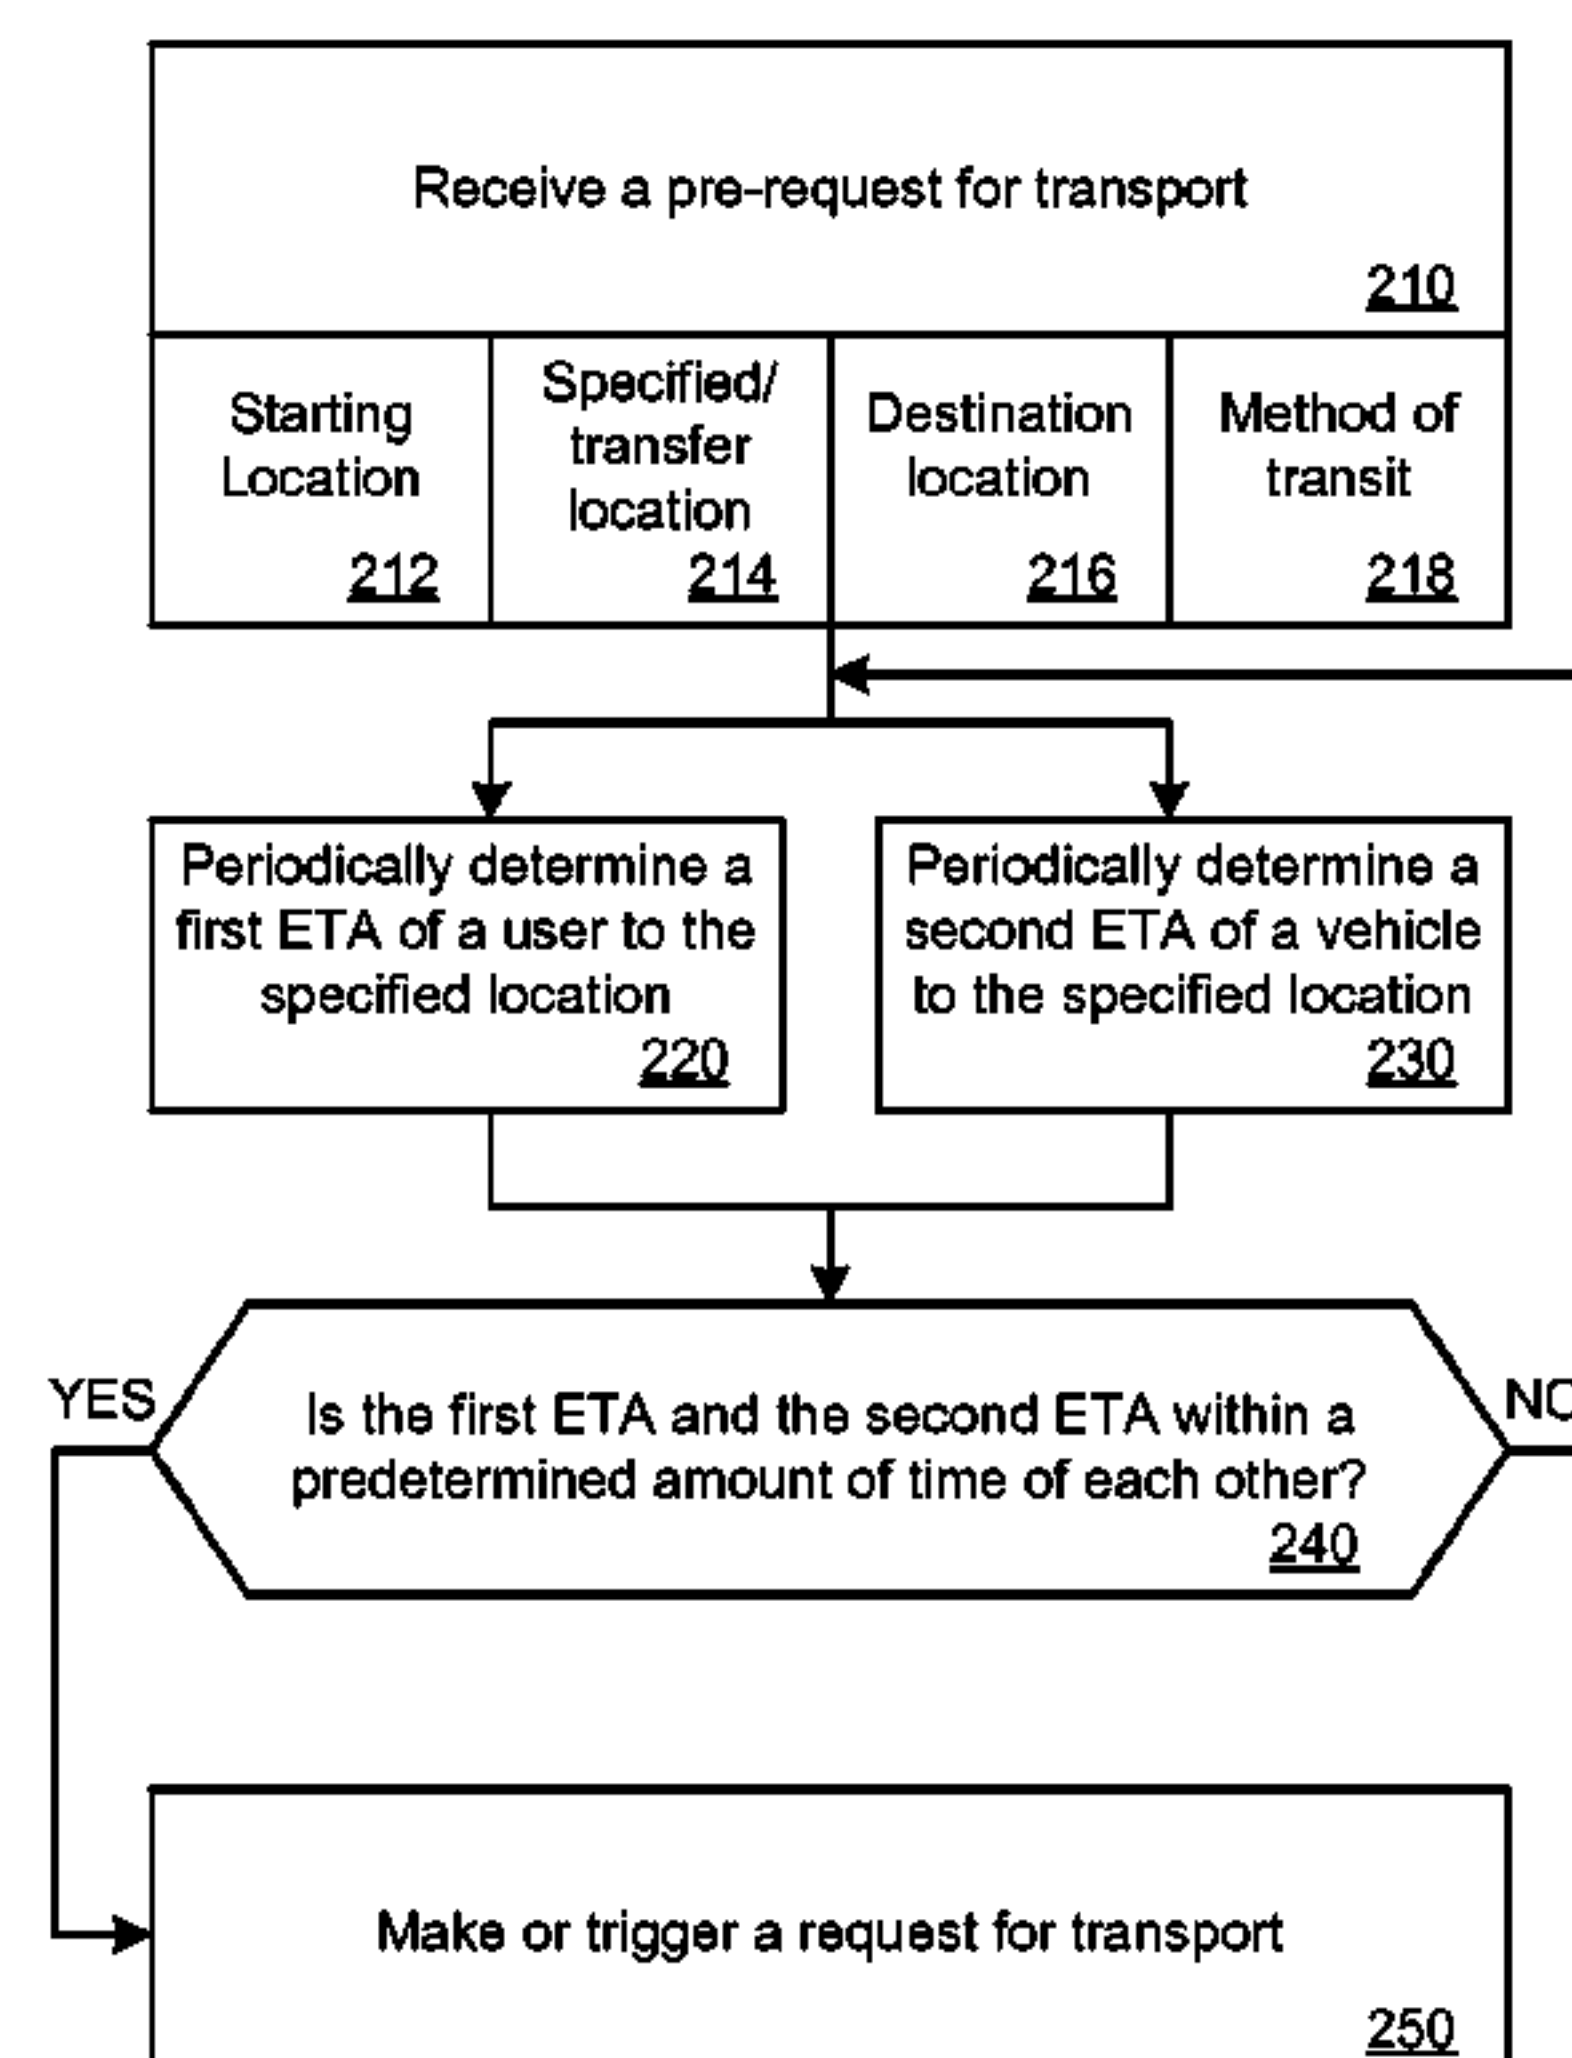 Receive a pre-request for transport
210
Starting
Location
212
Specified/
transfer
location
214
Destination
location
216
Method of
transit
218
Periodically determine a
first ETA of a user to the
specified location
220
Periodically determine a
second ETA of a vehicle
to the specified location
230
YES
NO
Is the first ETA and the second ETA within a
predetermined amount of time of each other?
240
Make or trigger a request for transport
250